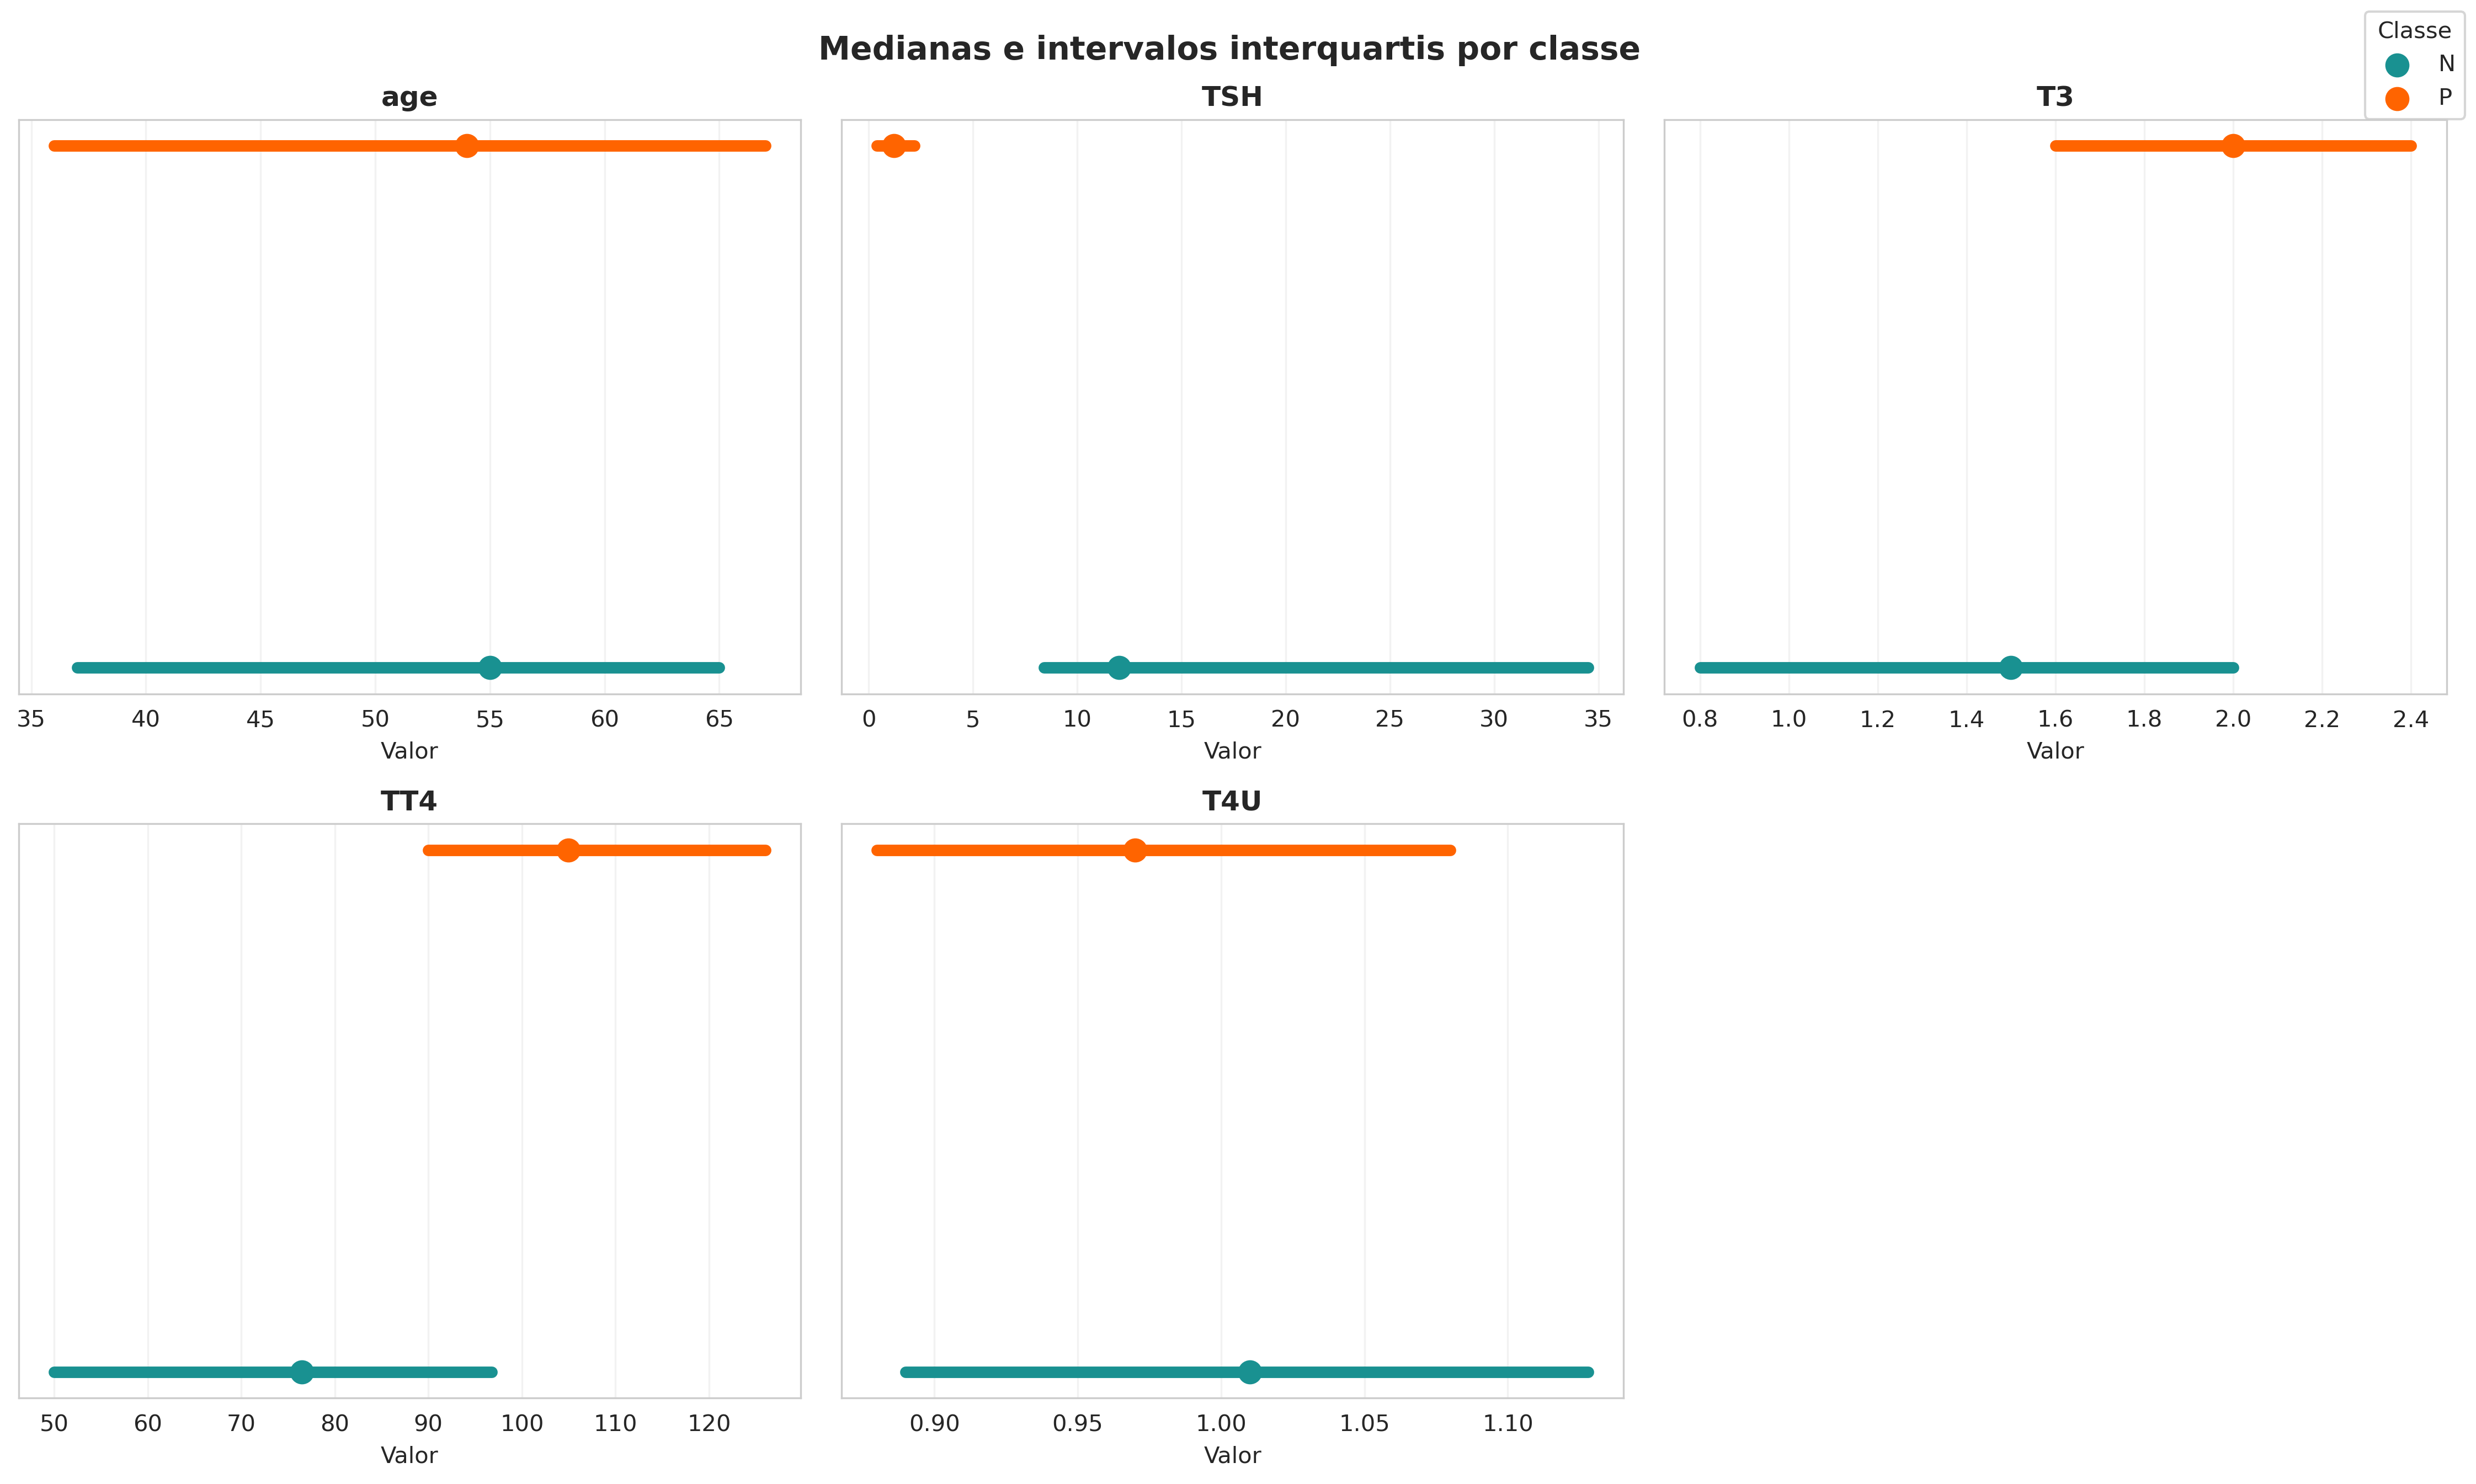 Medianas e intervalos interquartis por classe
Classe
N
P
age
35 40 45 50 55 60 65
Valor
TSH
0 5 10 15 20 25 30 35
Valor
T3
0.8 1.0 1.2 1.4 1.6 1.8 2.0 2.2 2.4
Valor
TT4
50 60 70 80 90 100 110 120
Valor
T4U
0.90 0.95 1.00 1.05 1.10
Valor